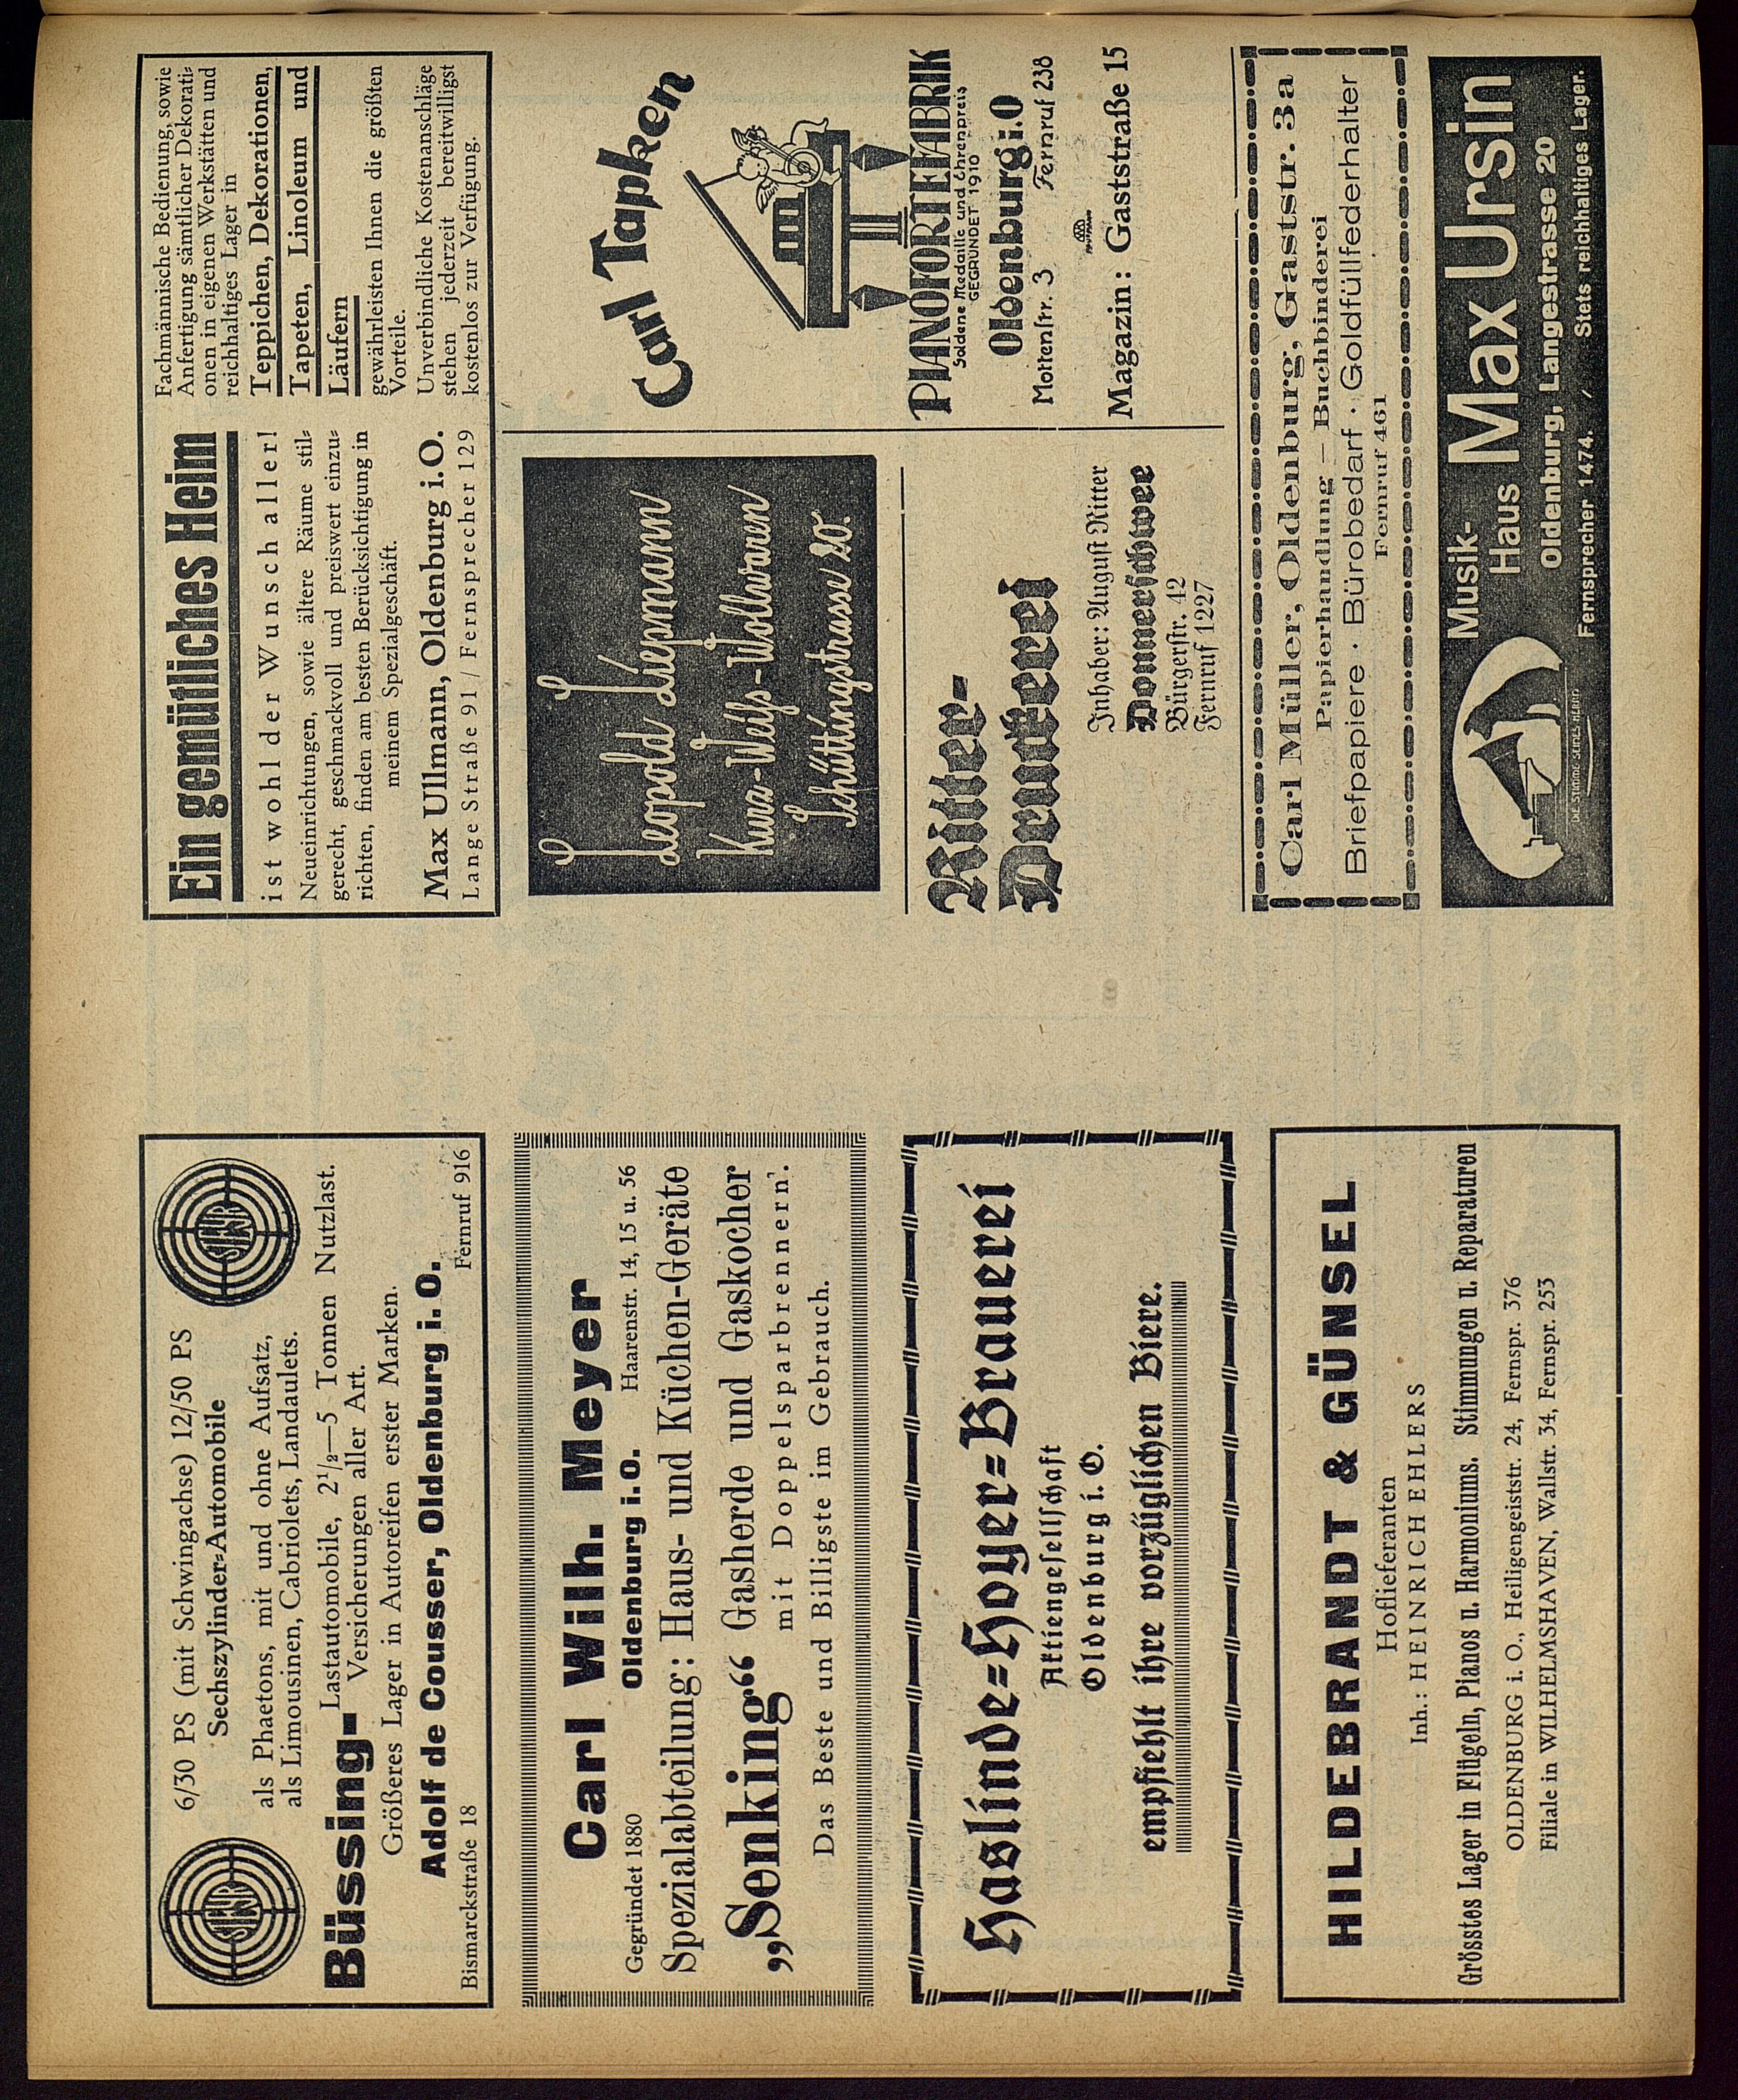 6/30 PS (mit Schwingachse) 12/50 PS
Sechszylinder-Automobile
als Phaetons, mit und ohne Aufsatz,
als Limousinen, Cabriolets, Landaulets.
Büssing-Lastautomobile, 2¹/₂—5 Tonnen Nutzlast.
Versicherungen aller Art.
Größeres Lager in Autoreifen erster Marken.
Adolf de Cousser, Oldenburg i. O.
Bismarckstraße 18 Fernruf 916
Carl Wilh. Meyer
Gegründet 1880 Oldenburg i. O. Haarenstr. 14, 15 u. 56
Spezialabteilung: Haus- und Küchen-Geräte
„Senking“ Gasherde und Gaskocher
mit Doppelsparbrennern.
Das Beste und Billigste im Gebrauch.
Haslinde=Hoyer=Brauerei
Aktiengesellschaft
Oldenburg i. O.
empfiehlt ihre vorzüglichen Biere.
HILDEBRANDT & GÜNSEL
Hoflieferanten
Inh.: HEINRICH EHLERS
Grösstes Lager in Flügeln, Pianos u. Harmoniums. Stimmungen u. Reparaturen
OLDENBURG i. O., Heiligengeiststr. 24, Fernspr. 376
Filiale in WILHELMSHAVEN, Wallstr. 34, Fernspr. 253
Ein gemütliches Heim
ist wohl der Wunsch aller!
Neueinrichtungen, sowie ältere Räume stil=
gerecht, geschmackvoll und preiswert einzu=
richten, finden am besten Berücksichtigung in
meinem Spezialgeschäft.
Max Ullmann, Oldenburg i. O.
Lange Straße 91 / Fernsprecher 129
Fachmännische Bedienung, sowie
Anfertigung sämtlicher Dekorati=
onen in eigenen Werkstätten und
reichhaltiges Lager in
Teppichen, Dekorationen,
Tapeten, Linoleum und
Läufern
gewährleisten Ihnen die größten
Vorteile.
Unverbindliche Kostenanschläge
stehen jederzeit bereitwilligst
kostenlos zur Verfügung.
Leopold Liepmann
Kurz-Weiß-Wollwaren
Schüttingstrasse 20.
Carl Tapken
PIANOFORTEFABRIK
Goldene Medaille und Ehrenpreis
GEGRÜNDET 1910
Oldenburg i.O
Mottenstr. 3 Fernruf 238
Magazin: Gaststraße 15
Ritter-
Druckerei
Inhaber: August Ritter
Donnerschwee
Bürgerstr. 42
Fernruf 1227
Carl Müller, Oldenburg, Gaststr. 3a
Papierhandlung – Buchbinderei
Briefpapiere · Bürobedarf · Goldfüllfederhalter
Fernruf 461
Musik-
Haus Max Ursin
Oldenburg, Langestrasse 20
Fernsprecher 1474. / Stets reichhaltiges Lager.
DIE STIMME SEINES HERRN